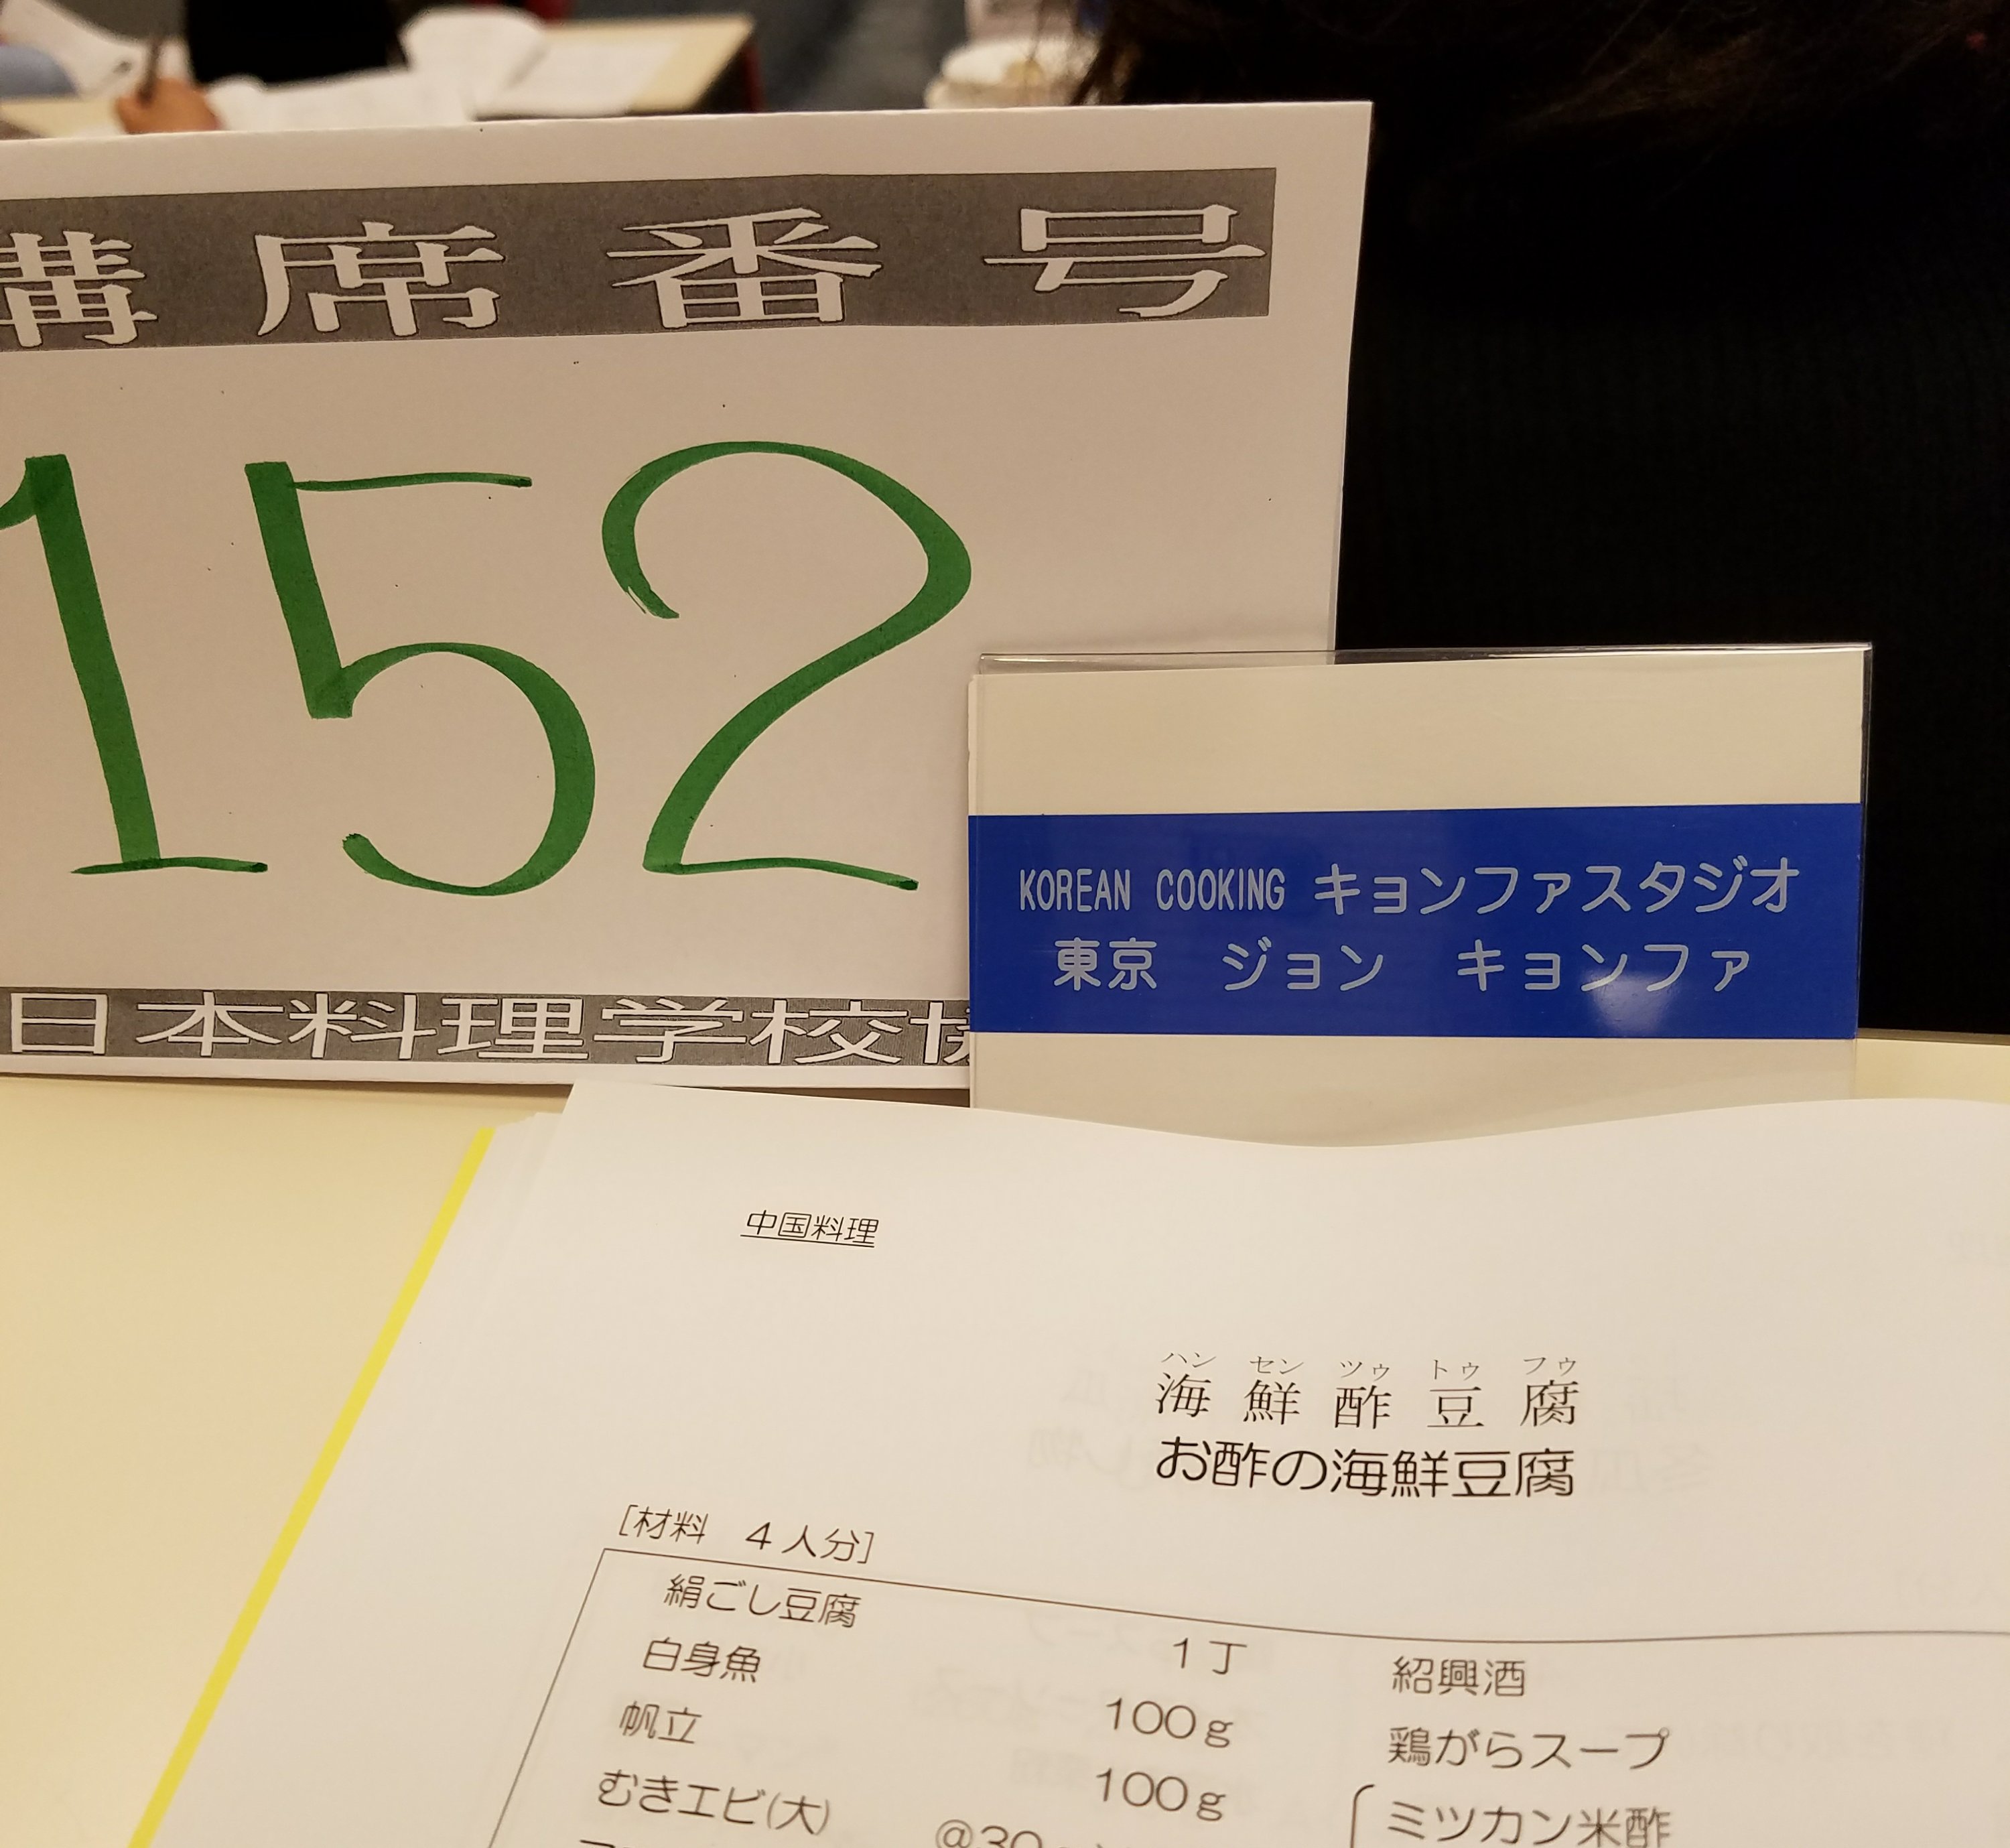 講席番号
152
日本料理学校協
KOREAN COOKING キョンファスタジオ
東京 ジョン キョンファ
中国料理
ハン セン ツゥ トゥ フゥ
海鮮酢豆腐
お酢の海鮮豆腐
[材料 4人分]
絹ごし豆腐 1丁 紹興酒
白身魚 100g 鶏がらスープ
帆立 100g ミツカン米酢
むきエビ(大)